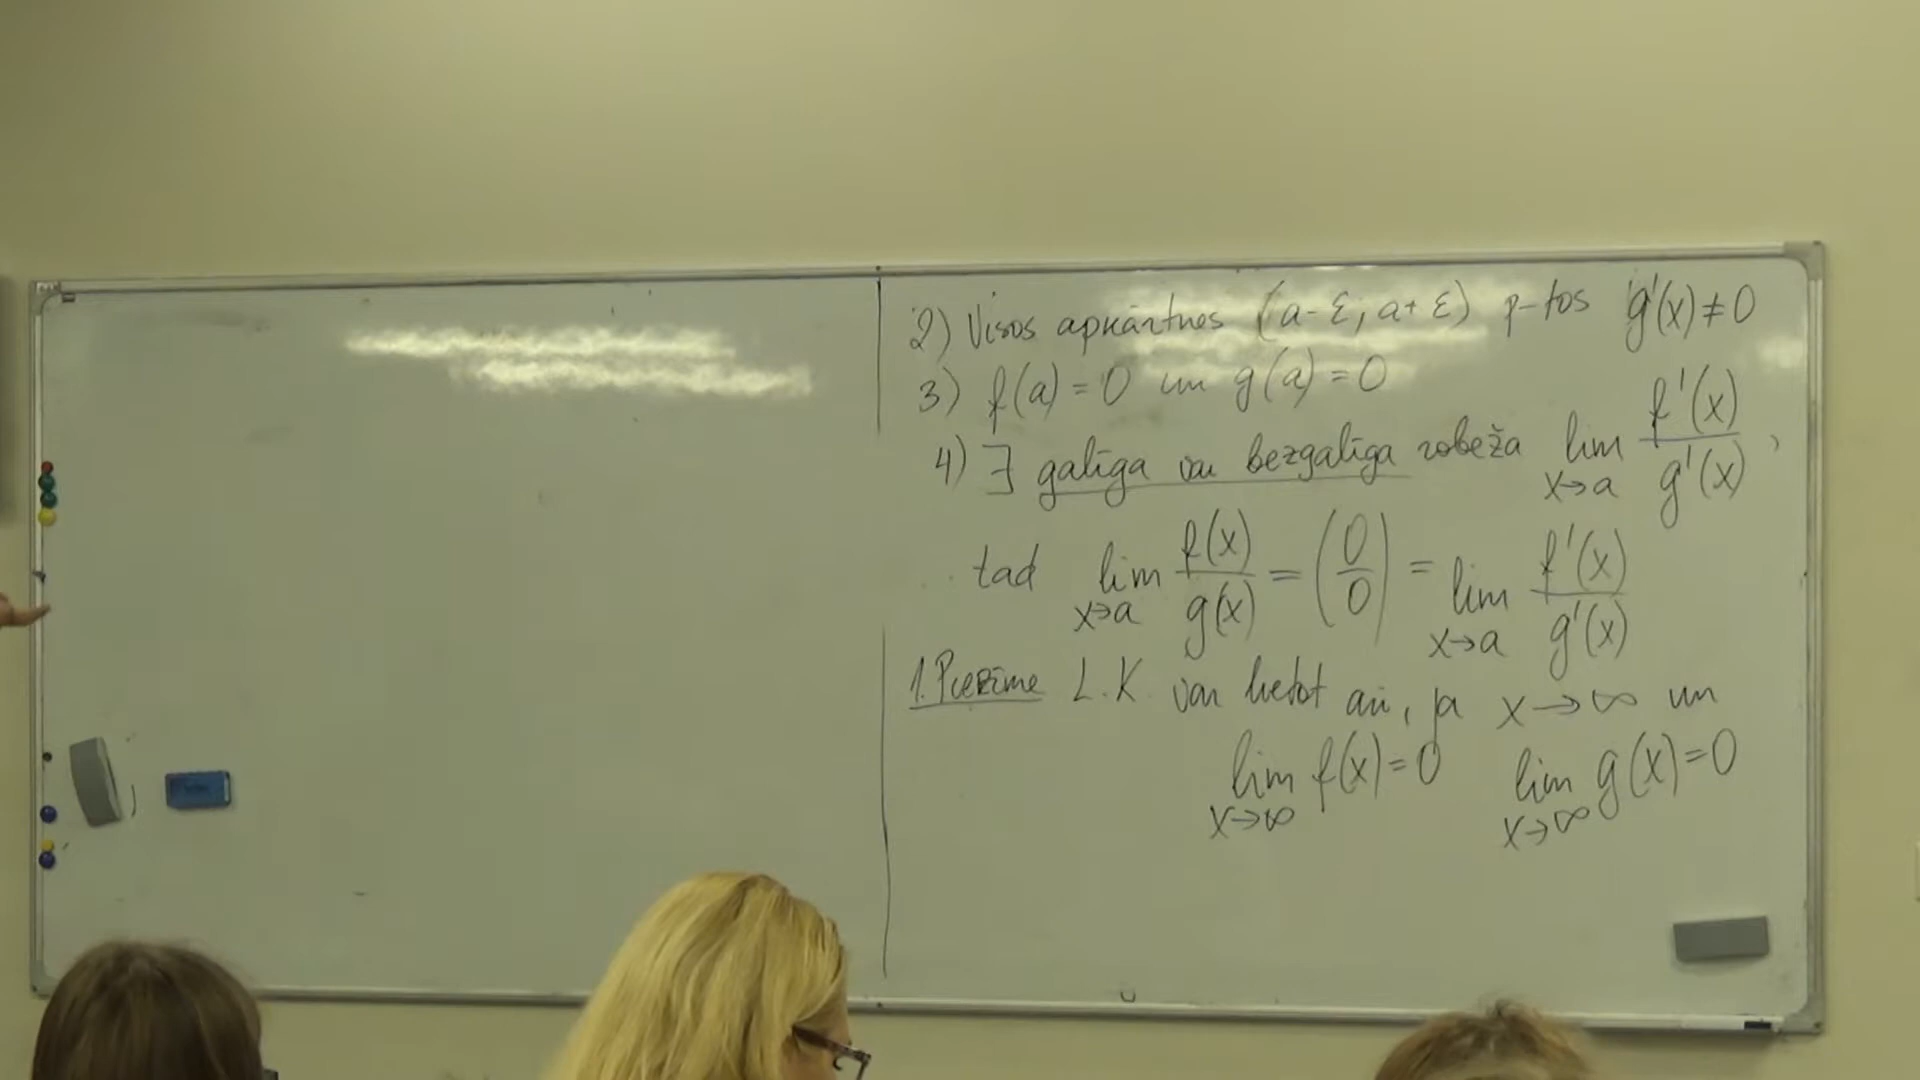 2) Visos apkārtnes (a-ε; a+ε) p-tos g'(x)≠0
3) f(a)=0 un g(a)=0
4) ∃ galīga vai bezgalīga robeža lim x→a f'(x)/g'(x),
tad lim x→a f(x)/g(x) = (0/0) = lim x→a f'(x)/g'(x)
1. Piezīme L.K. var lietot arī, ja x→∞ un
lim x→∞ f(x)=0 lim x→∞ g(x)=0